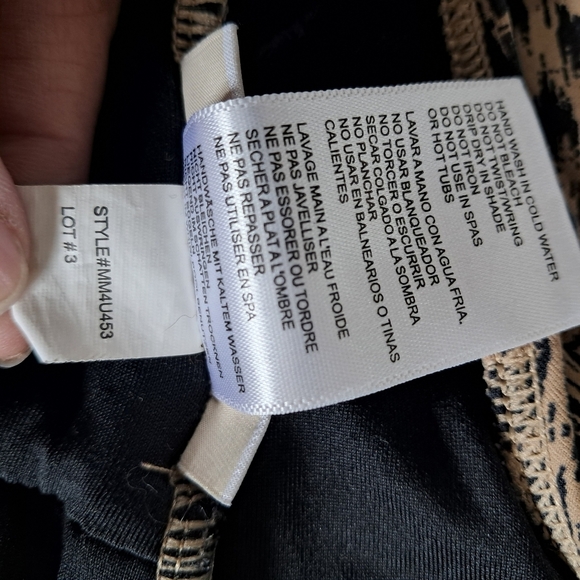 HAND WASH IN COLD WATER
DO NOT BLEACH
DO NOT TWIST/WRING
DRIP DRY IN SHADE
DO NOT IRON
DO NOT USE IN SPAS
OR HOT TUBS
LAVAR A MANO CON AGUA FRIA.
NO USAR BLANQUEADOR
NO TORCER O ESCURRIR
SECAR COLGADO A LA SOMBRA
NO PLANCHAR
NO USAR EN BALNEARIOS O TINAS
CALIENTES
LAVAGE MAIN A L'EAU FROIDE
NE PAS JAVELLISER
NE PAS ESSORER OU TORDRE
SECHER A PLAT A L'OMBRE
NE PAS REPASSER
NE PAS UTILISER EN SPA
HANDWÄSCHE MIT KALTEM WASSER
NICHT BLEICHEN
TROCKNEN
STYLE#MM4U453
LOT #3